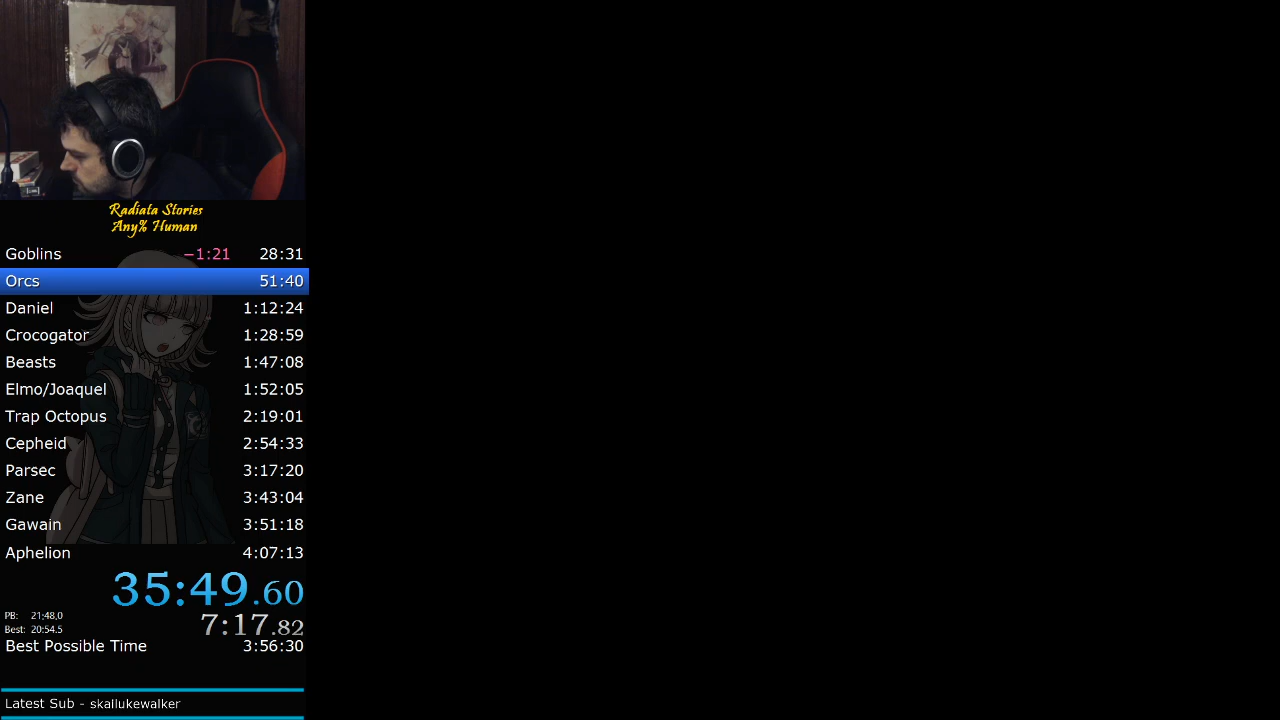 Radiata Stories
Any% Human
Goblins −1:21 28:31
Orcs 51:40
Daniel 1:12:24
Crocogator 1:28:59
Beasts 1:47:08
Elmo/Joaquel 1:52:05
Trap Octopus 2:19:01
Cepheid 2:54:33
Parsec 3:17:20
Zane 3:43:04
Gawain 3:51:18
Aphelion 4:07:13
35:49.60
PB: 21:48.0
Best: 20:54.5
7:17.82
Best Possible Time 3:56:30
Latest Sub - skallukewalker